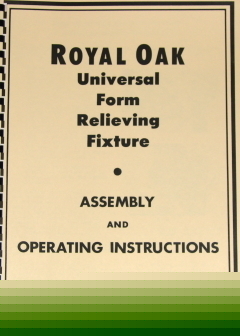 ROYAL OAK
Universal
Form
Relieving
Fixture
•
ASSEMBLY
AND
OPERATING INSTRUCTIONS